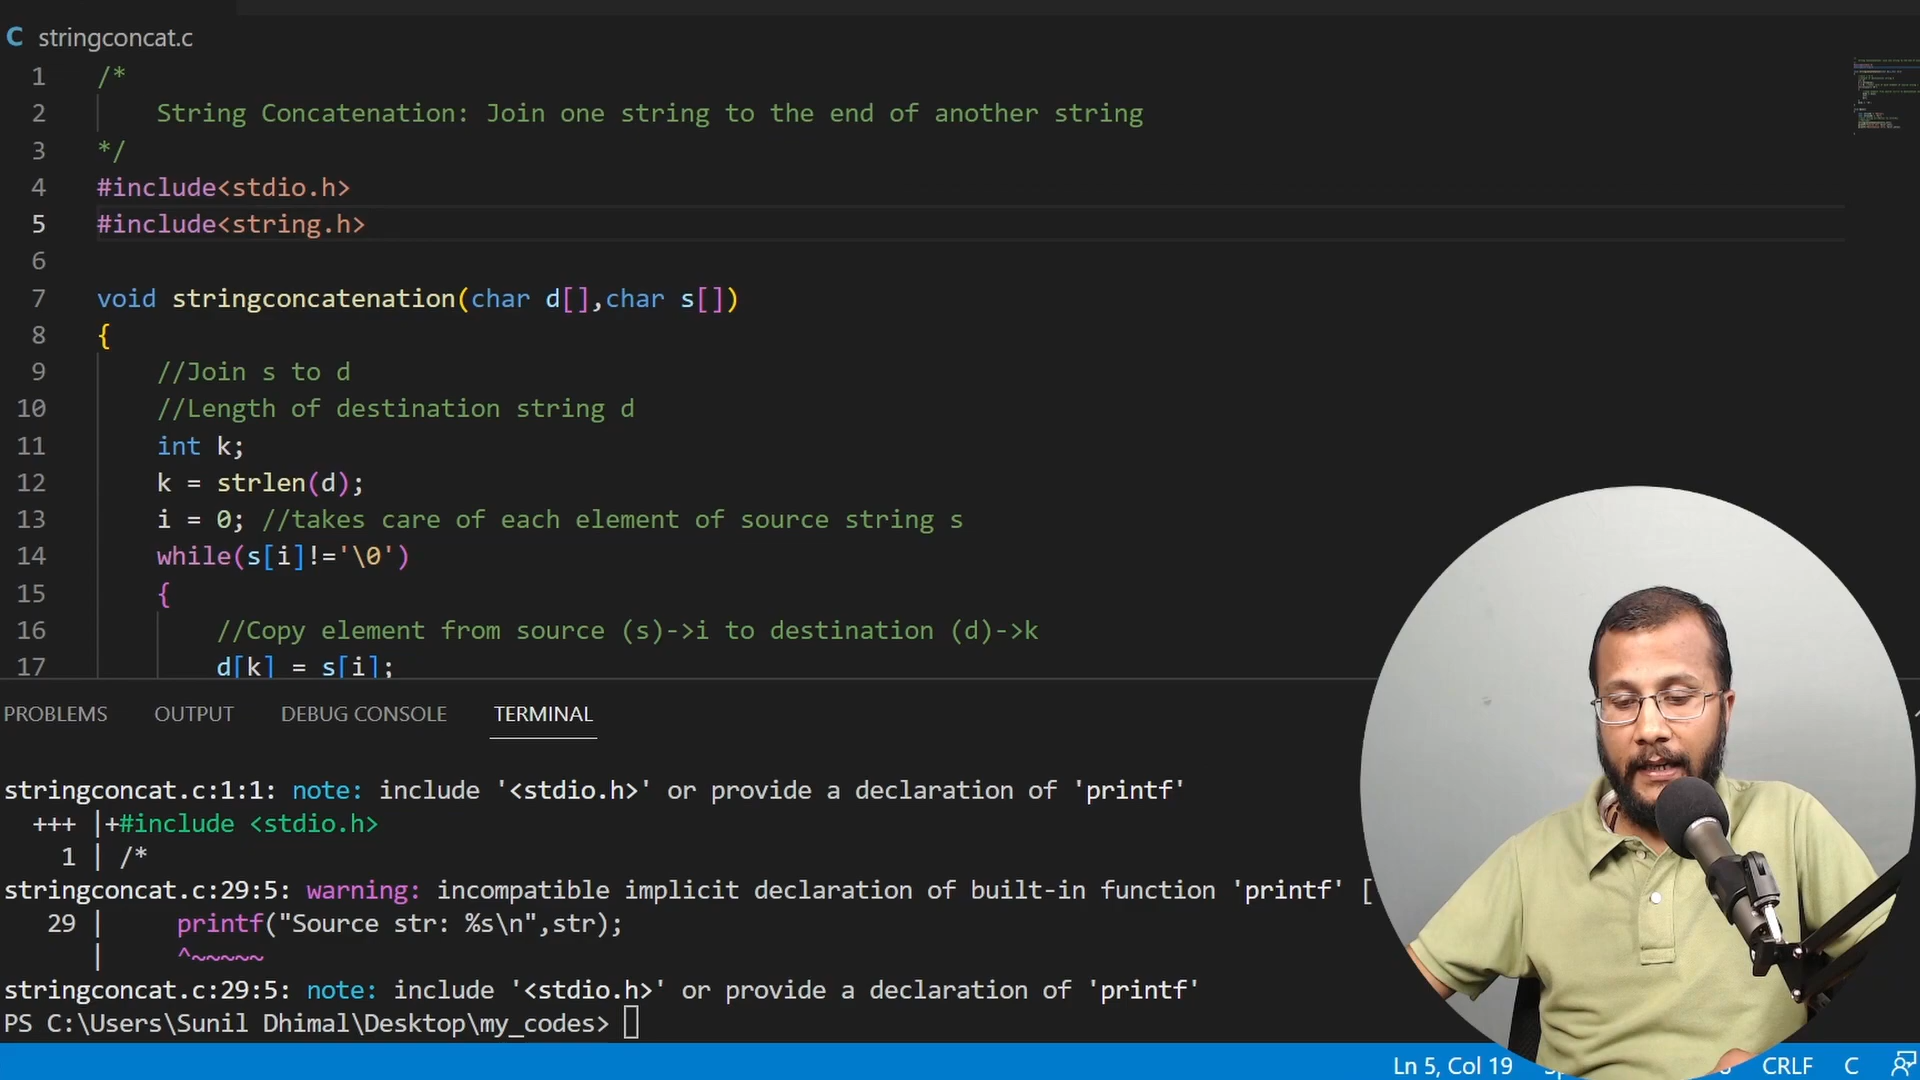 C stringconcat.c
1 /*
2 String Concatenation: Join one string to the end of another string
3 */
4 #include<stdio.h>
5 #include<string.h>
6
7 void stringconcatenation(char d[],char s[])
8 {
9 //Join s to d
10 //Length of destination string d
11 int k;
12 k = strlen(d);
13 i = 0; //takes care of each element of source string s
14 while(s[i]!='\0')
15 {
16 //Copy element from source (s)->i to destination (d)->k
17 d[k] = s[i];
PROBLEMS OUTPUT DEBUG CONSOLE TERMINAL
stringconcat.c:1:1: note: include '<stdio.h>' or provide a declaration of 'printf'
+++ |+#include <stdio.h>
1 | /*
stringconcat.c:29:5: warning: incompatible implicit declaration of built-in function 'printf' [
29 | printf("Source str: %s\n",str);
| ^~~~~~
stringconcat.c:29:5: note: include '<stdio.h>' or provide a declaration of 'printf'
PS C:\Users\Sunil Dhimal\Desktop\my_codes>
Ln 5, Col 19 CRLF C